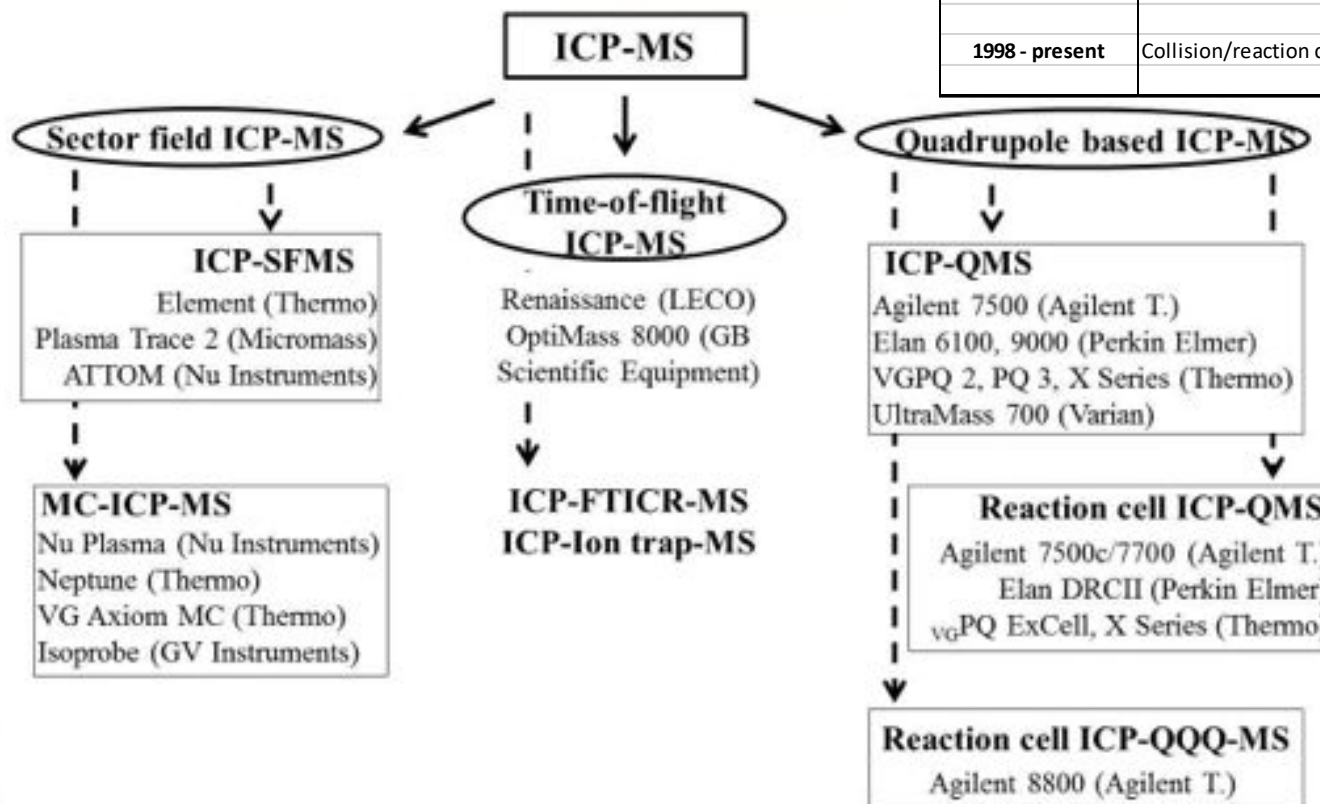 ICP-MS
1998 - present
Collision/reaction
Sector field ICP-MS
Time-of-flight
ICP-MS
Quadrupole based ICP-MS
ICP-SFMS
Element (Thermo)
Plasma Trace 2 (Micromass)
ATTOM (Nu Instruments)
Renaissance (LECO)
OptiMass 8000 (GB
Scientific Equipment)
ICP-QMS
Agilent 7500 (Agilent T.)
Elan 6100, 9000 (Perkin Elmer)
VGPQ 2, PQ 3, X Series (Thermo)
UltraMass 700 (Varian)
MC-ICP-MS
Nu Plasma (Nu Instruments)
Neptune (Thermo)
VG Axiom MC (Thermo)
Isoprobe (GV Instruments)
ICP-FTICR-MS
ICP-Ion trap-MS
Reaction cell ICP-QMS
Agilent 7500c/7700 (Agilent T.
Elan DRCII (Perkin Elmer)
VGPQ ExCell, X Series (Thermo)
Reaction cell ICP-QQQ-MS
Agilent 8800 (Agilent T.)